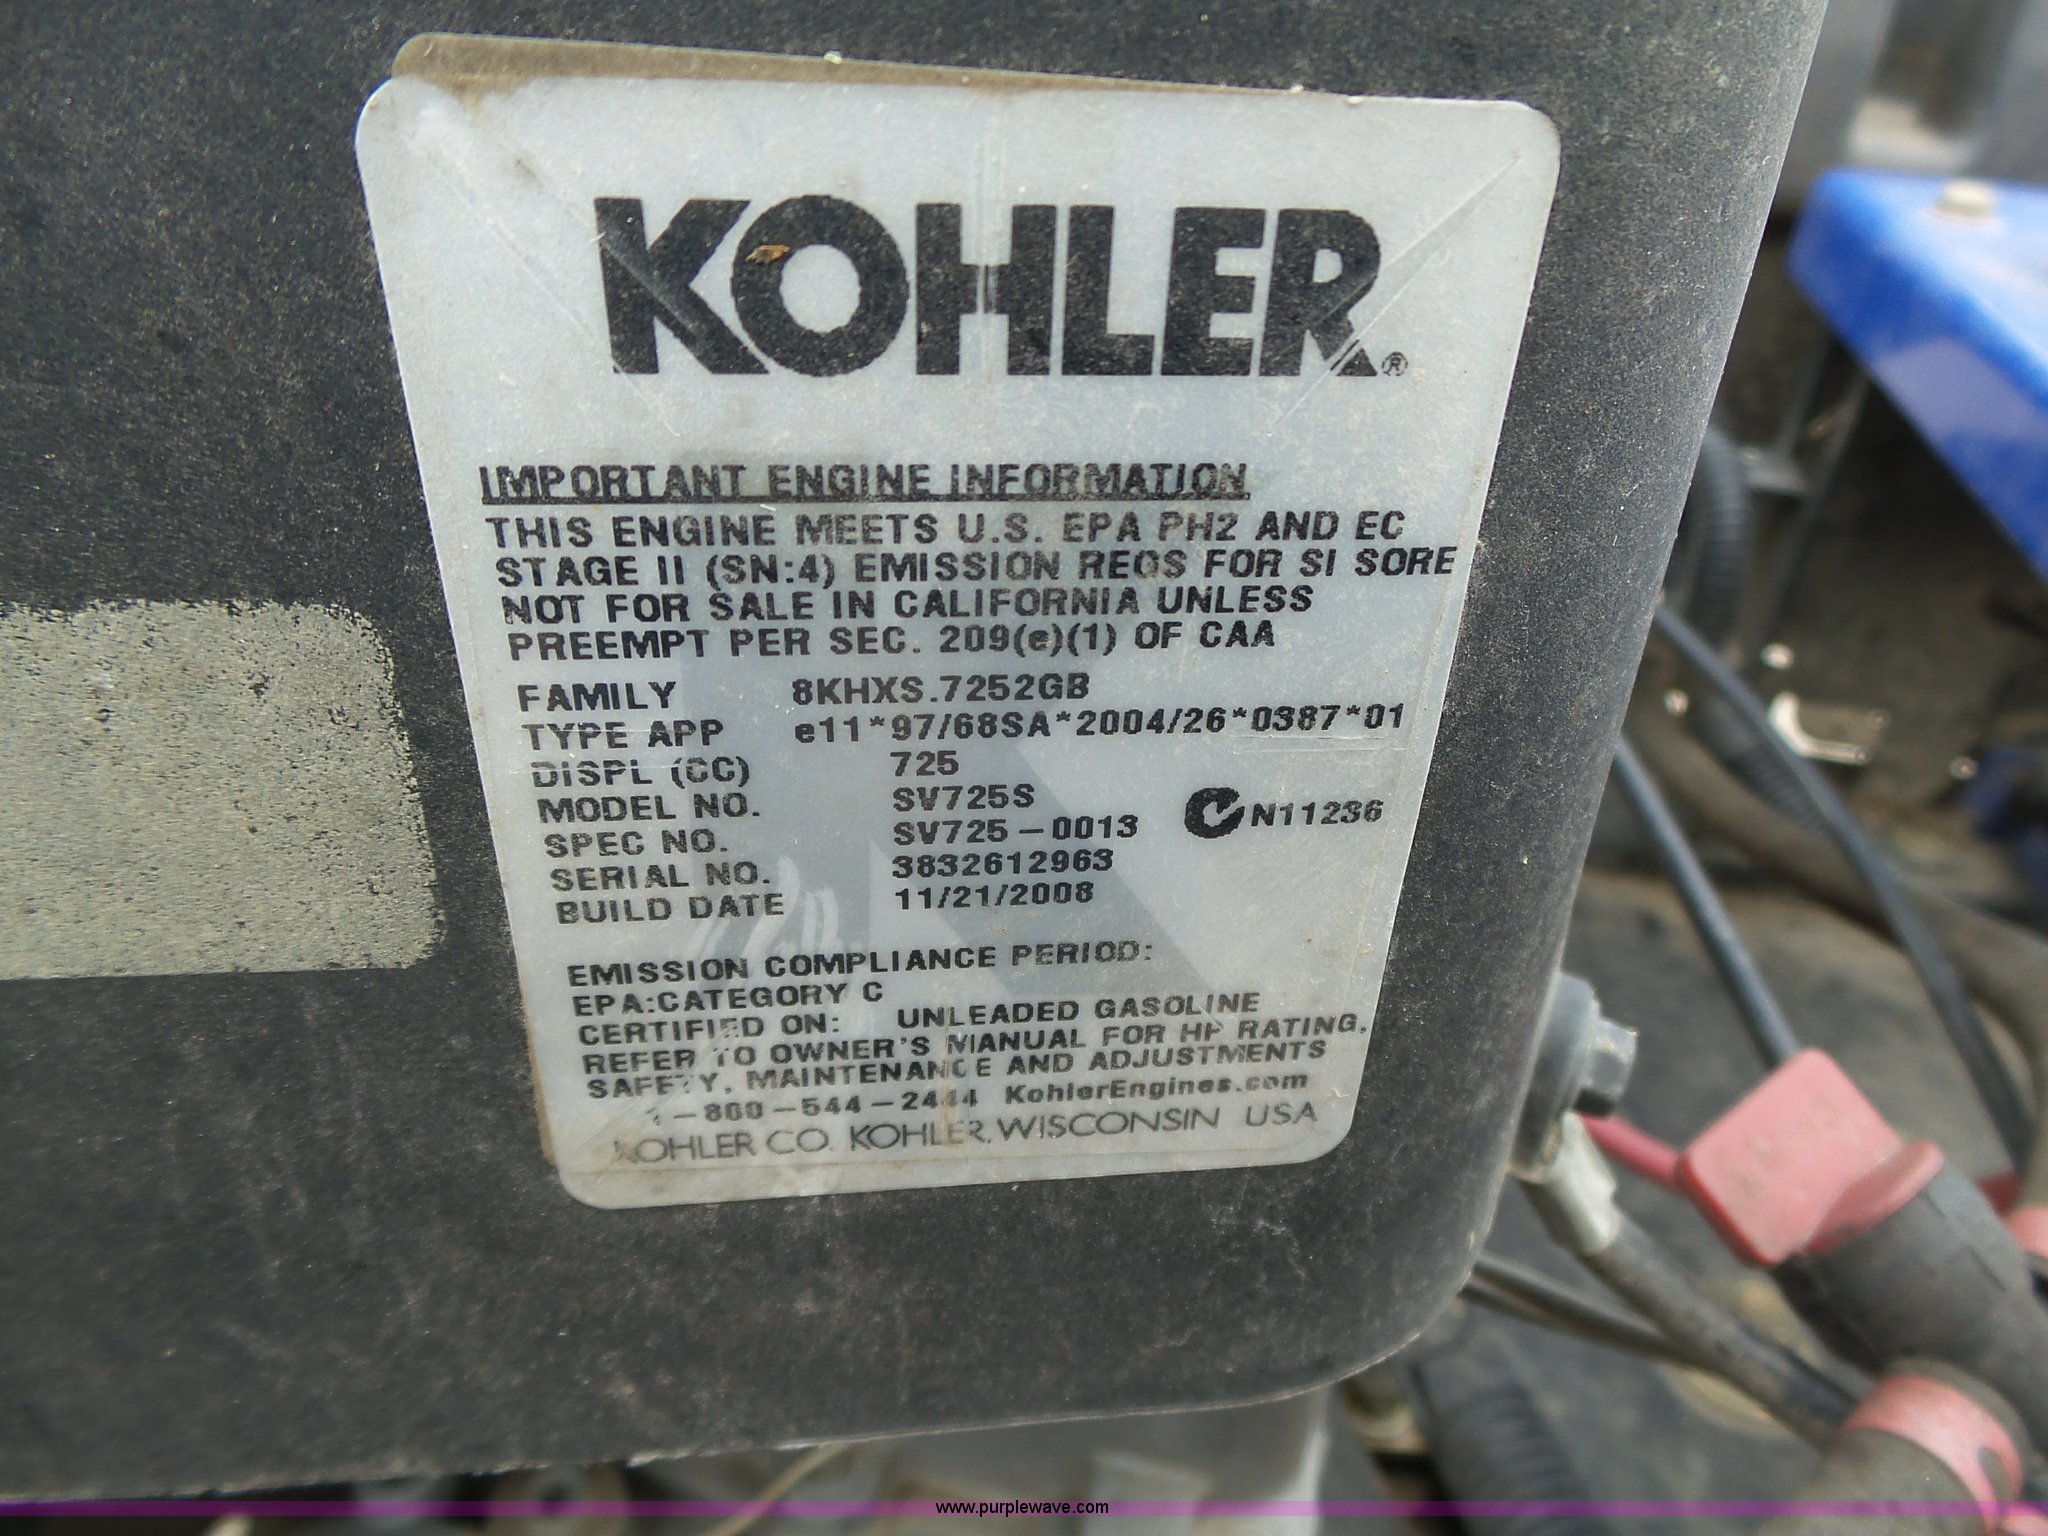 KOHLER®
IMPORTANT ENGINE INFORMATION
THIS ENGINE MEETS U.S. EPA PH2 AND EC
STAGE II (SN:4) EMISSION REQS FOR SI SORE
NOT FOR SALE IN CALIFORNIA UNLESS
PREEMPT PER SEC. 209(e)(1) OF CAA
FAMILY 8KHXS.7252GB
TYPE APP e11*97/68SA*2004/26*0387*01
DISPL (CC) 725
MODEL NO. SV725S
SPEC NO. SV725-0013 N11236
SERIAL NO. 3832612963
BUILD DATE 11/21/2008
EMISSION COMPLIANCE PERIOD:
EPA:CATEGORY C
CERTIFIED ON: UNLEADED GASOLINE
REFER TO OWNER'S MANUAL FOR HP RATING,
SAFETY, MAINTENANCE AND ADJUSTMENTS
1-800-544-2444 KohlerEngines.com
KOHLER CO. KOHLER, WISCONSIN USA
www.purplewave.com